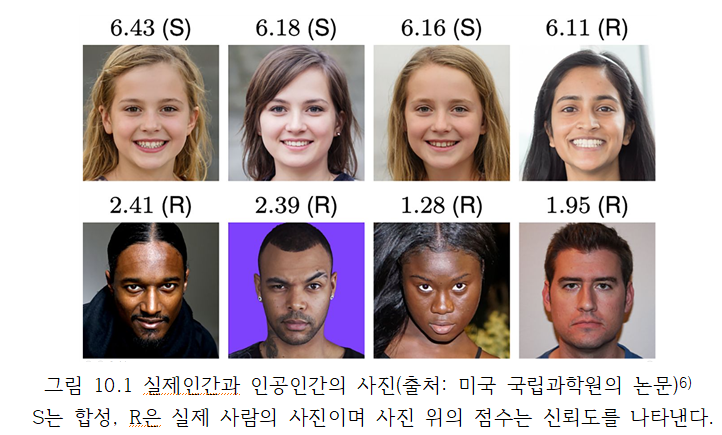 6.43 (S) 6.18 (S) 6.16 (S) 6.11 (R)
2.41 (R) 2.39 (R) 1.28 (R) 1.95 (R)
그림 10.1 실제인간과 인공인간의 사진(출처: 미국 국립과학원의 논문)6)
S는 합성, R은 실제 사람의 사진이며 사진 위의 점수는 신뢰도를 나타낸다.